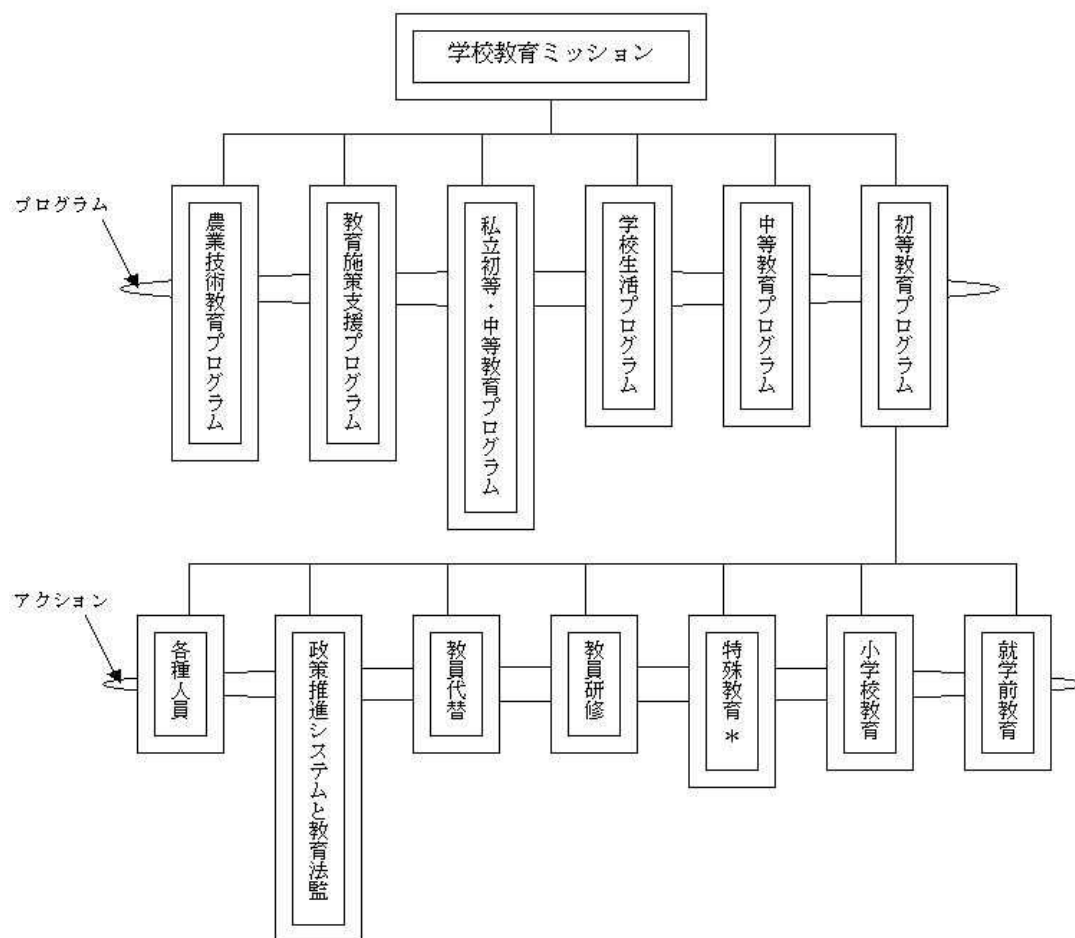 学校教育ミッション
プログラム
農業技術教育プログラム
教育施策支援プログラム
私立初等・中等教育プログラム
学校生活プログラム
中等教育プログラム
初等教育プログラム
アクション
各種人員
政策推進システムと教育法監
教員代替
教員研修
特殊教育＊
小学校教育
就学前教育